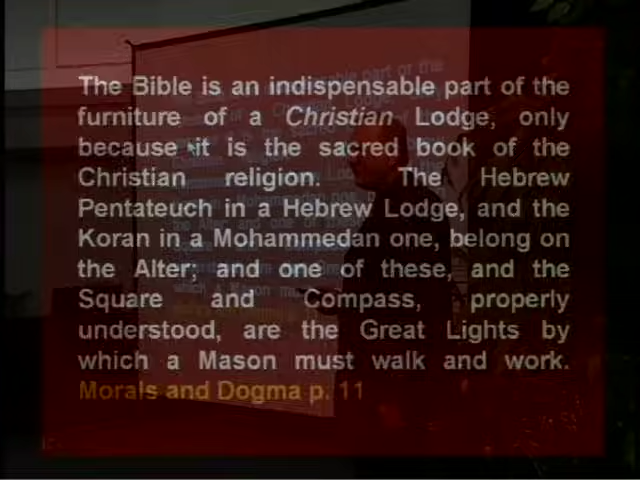 The Bible is an indispensable part of the
furniture of a Christian Lodge, only
because it is the sacred book of the
Christian religion. The Hebrew
Pentateuch in a Hebrew Lodge, and the
Koran in a Mohammedan one, belong on
the Alter; and one of these, and the
Square and Compass, properly
understood, are the Great Lights by
which a Mason must walk and work.
Morals and Dogma p. 11